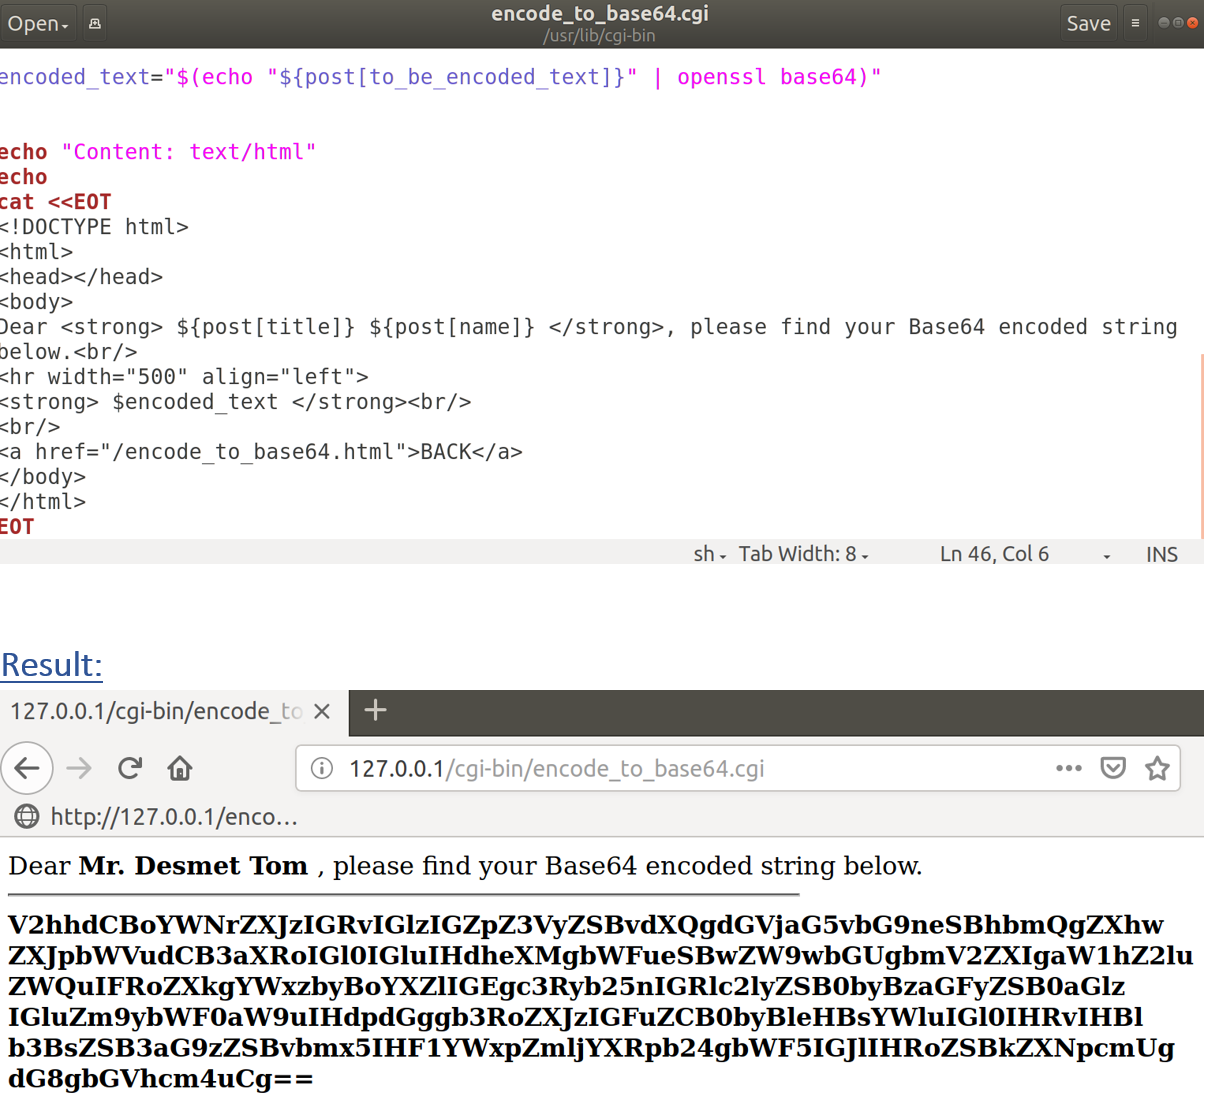 Open
encode_to_base64.cgi
/usr/lib/cgi-bin
Save
encoded_text="$(echo "${post[to_be_encoded_text]}" | openssl base64)"
echo "Content: text/html"
echo
cat <<EOT
<!DOCTYPE html>
<html>
<head></head>
<body>
Dear <strong> ${post[title]} ${post[name]} </strong>, please find your Base64 encoded string
below.<br/>
<hr width="500" align="left">
<strong> $encoded_text </strong><br/>
<br/>
<a href="/encode_to_base64.html">BACK</a>
</body>
</html>
EOT
sh Tab Width: 8 Ln 46, Col 6 INS
Result:
127.0.0.1/cgi-bin/encode_to
127.0.0.1/cgi-bin/encode_to_base64.cgi
http://127.0.0.1/enco...
Dear Mr. Desmet Tom , please find your Base64 encoded string below.
V2hhdCBoYWNrZXJzIGRvIGlzIGZpZ3VyZSBvdXQgdGVjaG5vbG9neSBhbmQgZXhw
ZXJpbWVudCB3aXRoIGl0IGluIHdheXMgbWFueSBwZW9wbGUgbmV2ZXIgaW1hZ2lu
ZWQuIFRoZXkgYWxzbyBoYXZlIGEgc3Ryb25nIGRlc2lyZSB0byBzaGFyZSB0aGlz
IGluZm9ybWF0aW9uIHdpdGggb3RoZXJzIGFuZCB0byBleHBsYWluIGl0IHRvIHBl
b3BsZSB3aG9zZSBvbmx5IHF1YWxpZmljYXRpb24gbWF5IGJlIHRoZSBkZXNpcmUg
dG8gbGVhcm4uCg==